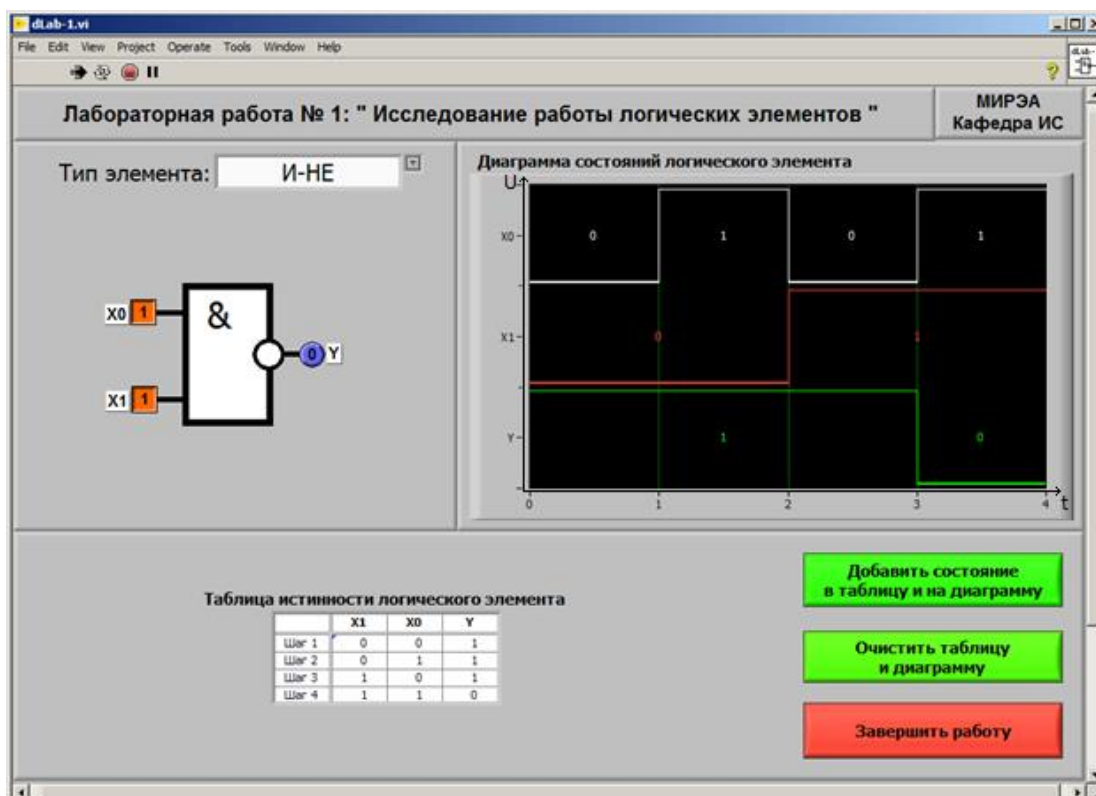 dLab-1.vi
File Edit View Project Operate Tools Window Help
Лабораторная работа № 1: " Исследование работы логических элементов "
МИРЭА
Кафедра ИС
Тип элемента: И-НЕ
X0 1
&
0 Y
X1 1
Диаграмма состояний логического элемента
U
X0 0 1 0 1
X1 0 1
Y 1 0
0 1 2 3 4 t
Таблица истинности логического элемента
X1 X0 Y
Шаг 1 0 0 1
Шаг 2 0 1 1
Шаг 3 1 0 1
Шаг 4 1 1 0
Добавить состояние
в таблицу и на диаграмму
Очистить таблицу
и диаграмму
Завершить работу